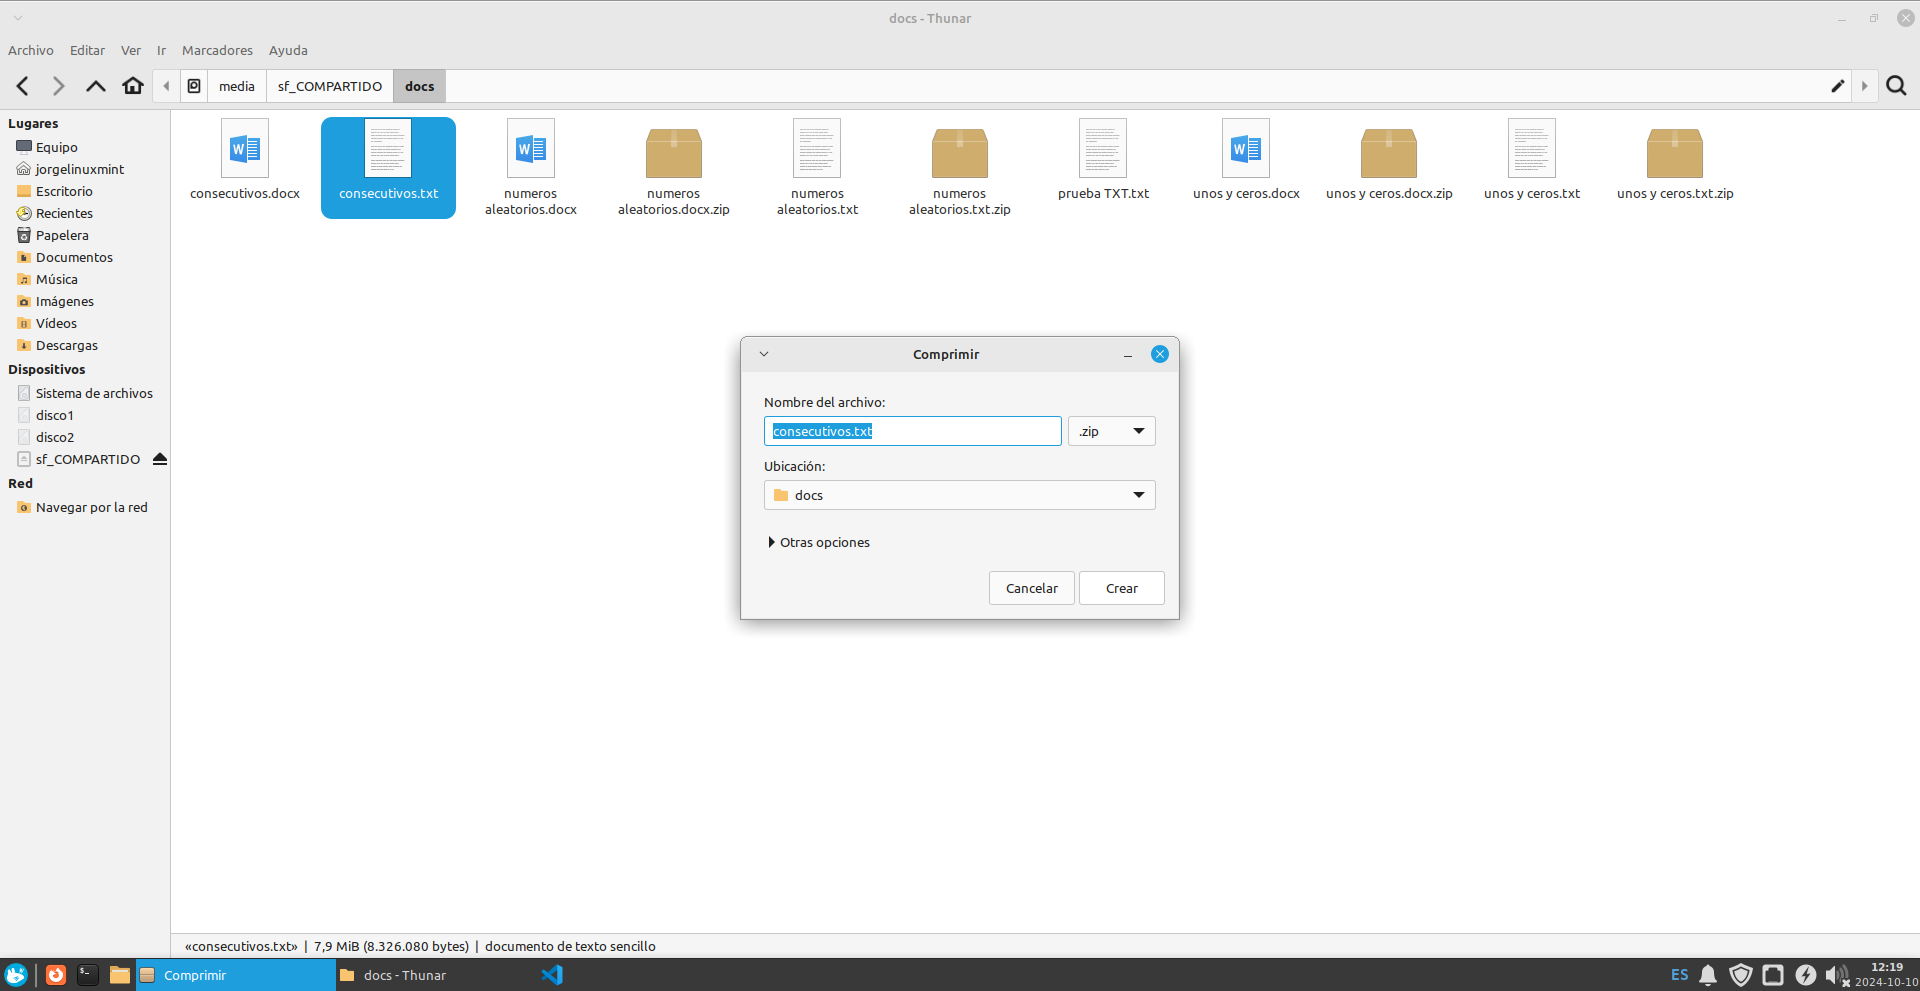 docs - Thunar
Archivo Editar Ver Ir Marcadores Ayuda
media sf_COMPARTIDO docs
Lugares
Equipo
jorgelinuxmint
Escritorio
Recientes
Papelera
Documentos
Música
Imágenes
Vídeos
Descargas
Dispositivos
Sistema de archivos
disco1
disco2
sf_COMPARTIDO
Red
Navegar por la red
consecutivos.docx
consecutivos.txt
numeros
aleatorios.docx
numeros
aleatorios.docx.zip
numeros
aleatorios.txt
numeros
aleatorios.txt.zip
prueba TXT.txt
unos y ceros.docx
unos y ceros.docx.zip
unos y ceros.txt
unos y ceros.txt.zip
Comprimir
Nombre del archivo:
consecutivos.txt .zip
Ubicación:
docs
Otras opciones
Cancelar Crear
«consecutivos.txt» | 7,9 MiB (8.326.080 bytes) | documento de texto sencillo
Comprimir docs - Thunar ES 12:19
2024-10-10